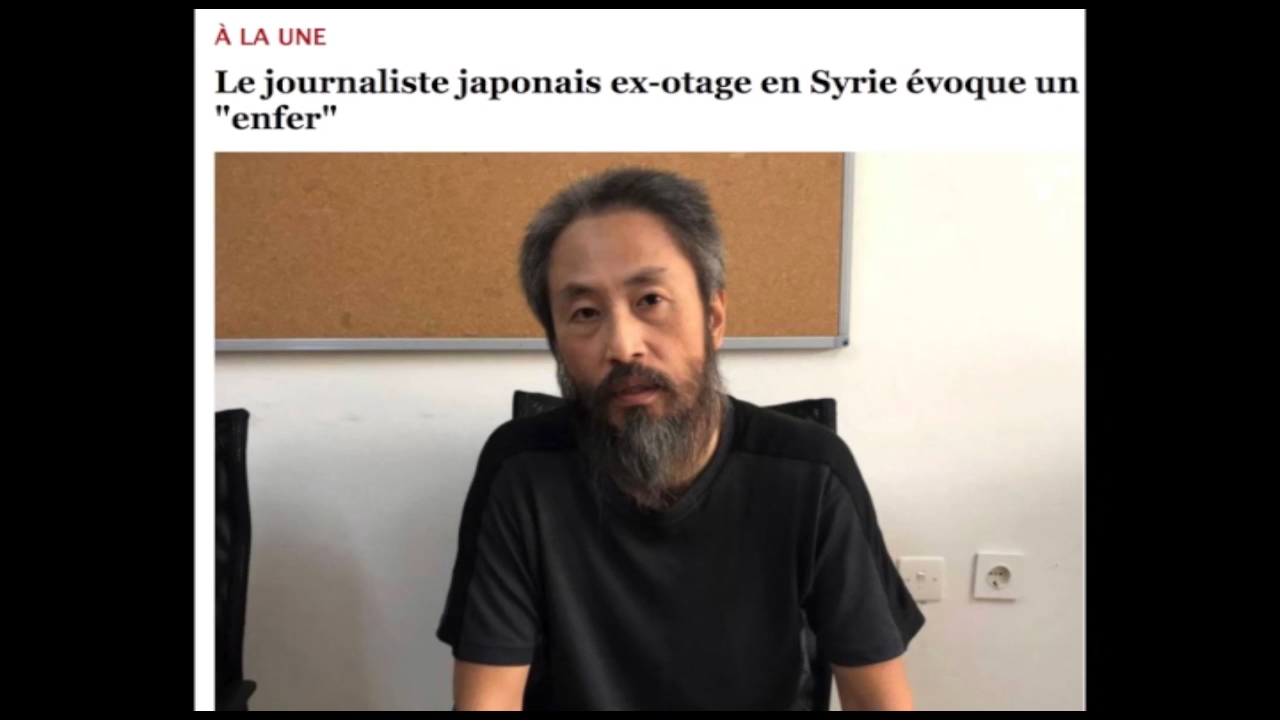 À LA UNE
Le journaliste japonais ex-otage en Syrie évoque un
"enfer"